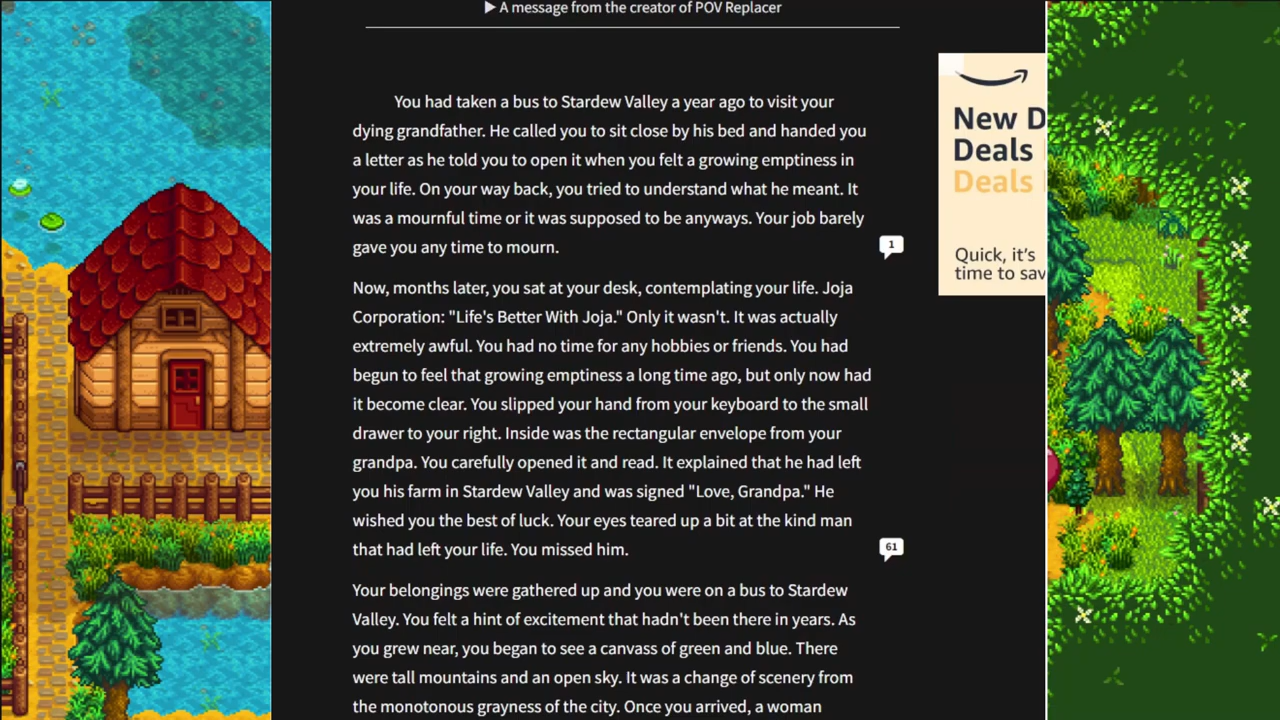 ▶ A message from the creator of POV Replacer
You had taken a bus to Stardew Valley a year ago to visit your
dying grandfather. He called you to sit close by his bed and handed you
a letter as he told you to open it when you felt a growing emptiness in
your life. On your way back, you tried to understand what he meant. It
was a mournful time or it was supposed to be anyways. Your job barely
gave you any time to mourn.
1
Now, months later, you sat at your desk, contemplating your life. Joja
Corporation: "Life's Better With Joja." Only it wasn't. It was actually
extremely awful. You had no time for any hobbies or friends. You had
begun to feel that growing emptiness a long time ago, but only now had
it become clear. You slipped your hand from your keyboard to the small
drawer to your right. Inside was the rectangular envelope from your
grandpa. You carefully opened it and read. It explained that he had left
you his farm in Stardew Valley and was signed "Love, Grandpa." He
wished you the best of luck. Your eyes teared up a bit at the kind man
that had left your life. You missed him.
61
Your belongings were gathered up and you were on a bus to Stardew
Valley. You felt a hint of excitement that hadn't been there in years. As
you grew near, you began to see a canvass of green and blue. There
were tall mountains and an open sky. It was a change of scenery from
the monotonous grayness of the city. Once you arrived, a woman
New D
Deals
Deals
Quick, it's
time to sav